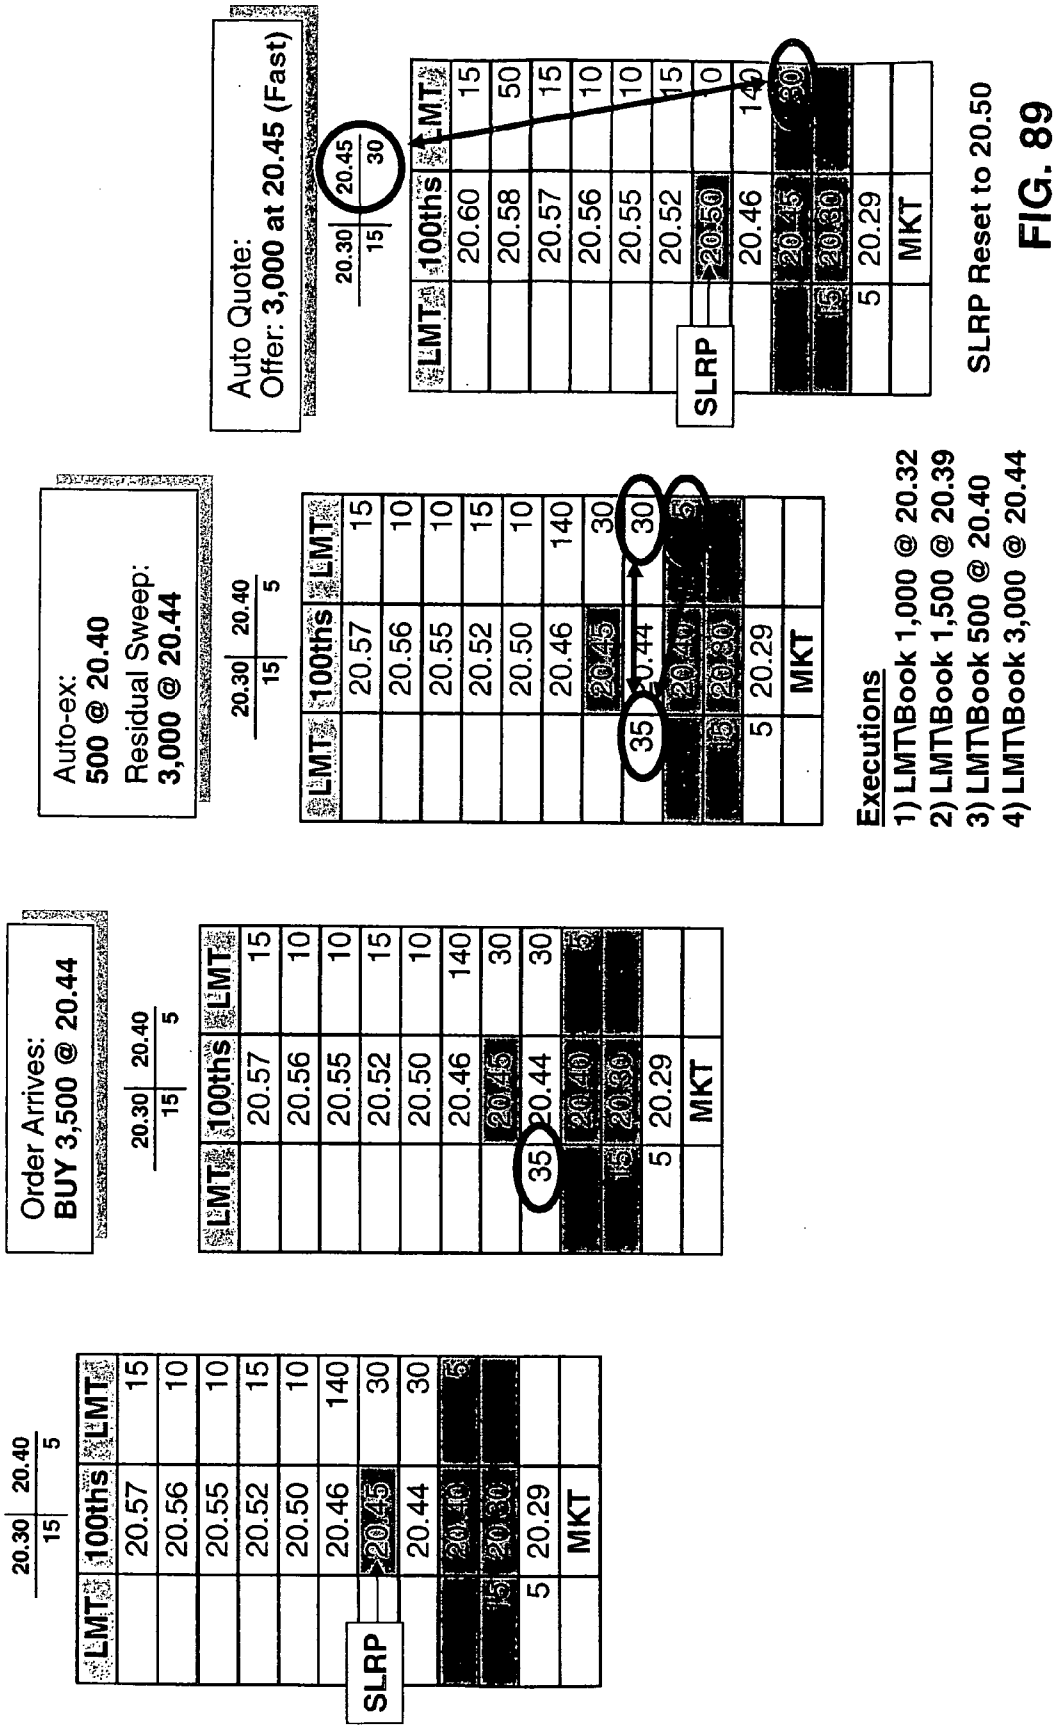 20.30 20.40
15 5
LMT 100ths LMT
20.57 15
20.56 10
20.55 10
20.52 15
20.50 10
20.46 140
SLRP 20.45 30
20.44 30
20.40 5
15 20.30
5 20.29
MKT
Order Arrives:
BUY 3,500 @ 20.44
20.30 20.40
15 5
LMT 100ths LMT
20.57 15
20.56 10
20.55 10
20.52 15
20.50 10
20.46 140
20.45 30
35 20.44 30
20.40 5
15 20.30
5 20.29
MKT
Auto-ex:
500 @ 20.40
Residual Sweep:
3,000 @ 20.44
20.30 20.40
15 5
LMT 100ths LMT
20.57 15
20.56 10
20.55 10
20.52 15
20.50 10
20.46 140
20.45 30
35 20.44 30
20.40 5
15 20.30
5 20.29
MKT
Executions
1) LMT\Book 1,000 @ 20.32
2) LMT\Book 1,500 @ 20.39
3) LMT\Book 500 @ 20.40
4) LMT\Book 3,000 @ 20.44
Auto Quote:
Offer: 3,000 at 20.45 (Fast)
20.30 20.45
15 30
LMT 100ths LMT
20.60 15
20.58 50
20.57 15
20.56 10
20.55 10
20.52 15
SLRP 20.50 10
20.46 140
20.45 30
15 20.30
5 20.29
MKT
SLRP Reset to 20.50
FIG. 89